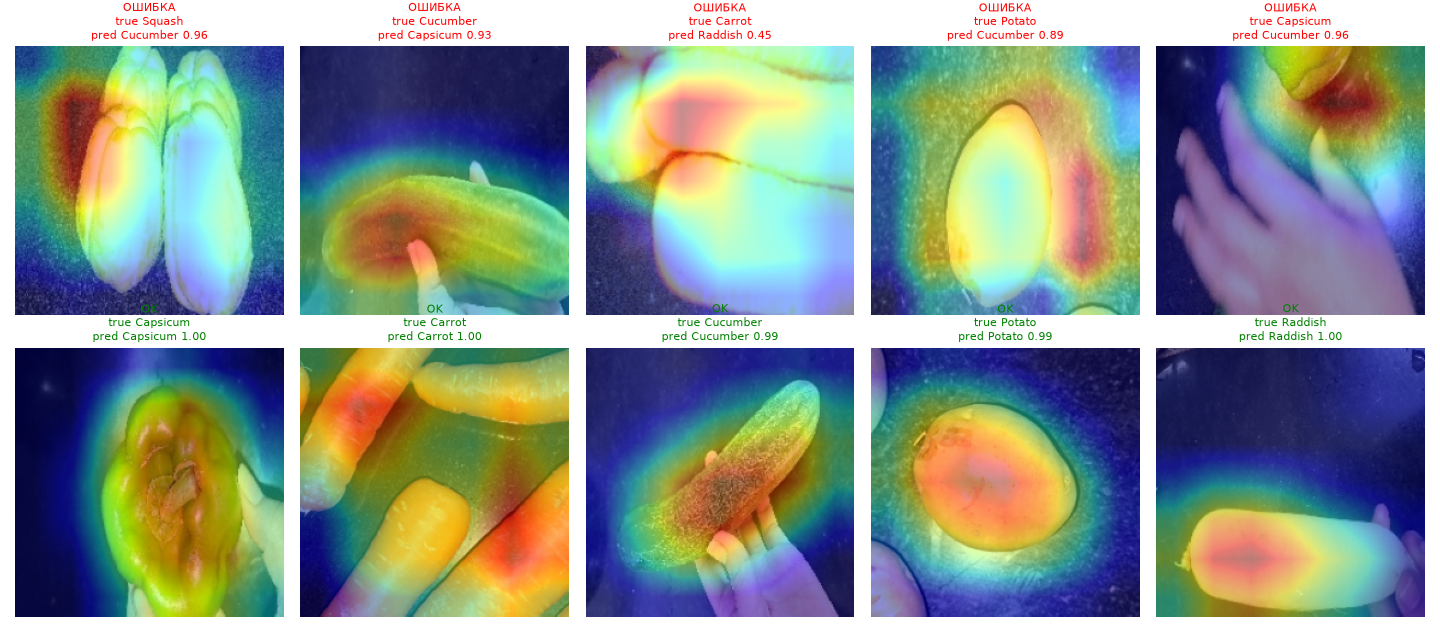 ОШИБКА
true Squash
pred Cucumber 0.96
ОШИБКА
true Cucumber
pred Capsicum 0.93
ОШИБКА
true Carrot
pred Raddish 0.45
ОШИБКА
true Potato
pred Cucumber 0.89
ОШИБКА
true Capsicum
pred Cucumber 0.96
OK
true Capsicum
pred Capsicum 1.00
OK
true Carrot
pred Carrot 1.00
OK
true Cucumber
pred Cucumber 0.99
OK
true Potato
pred Potato 0.99
OK
true Raddish
pred Raddish 1.00